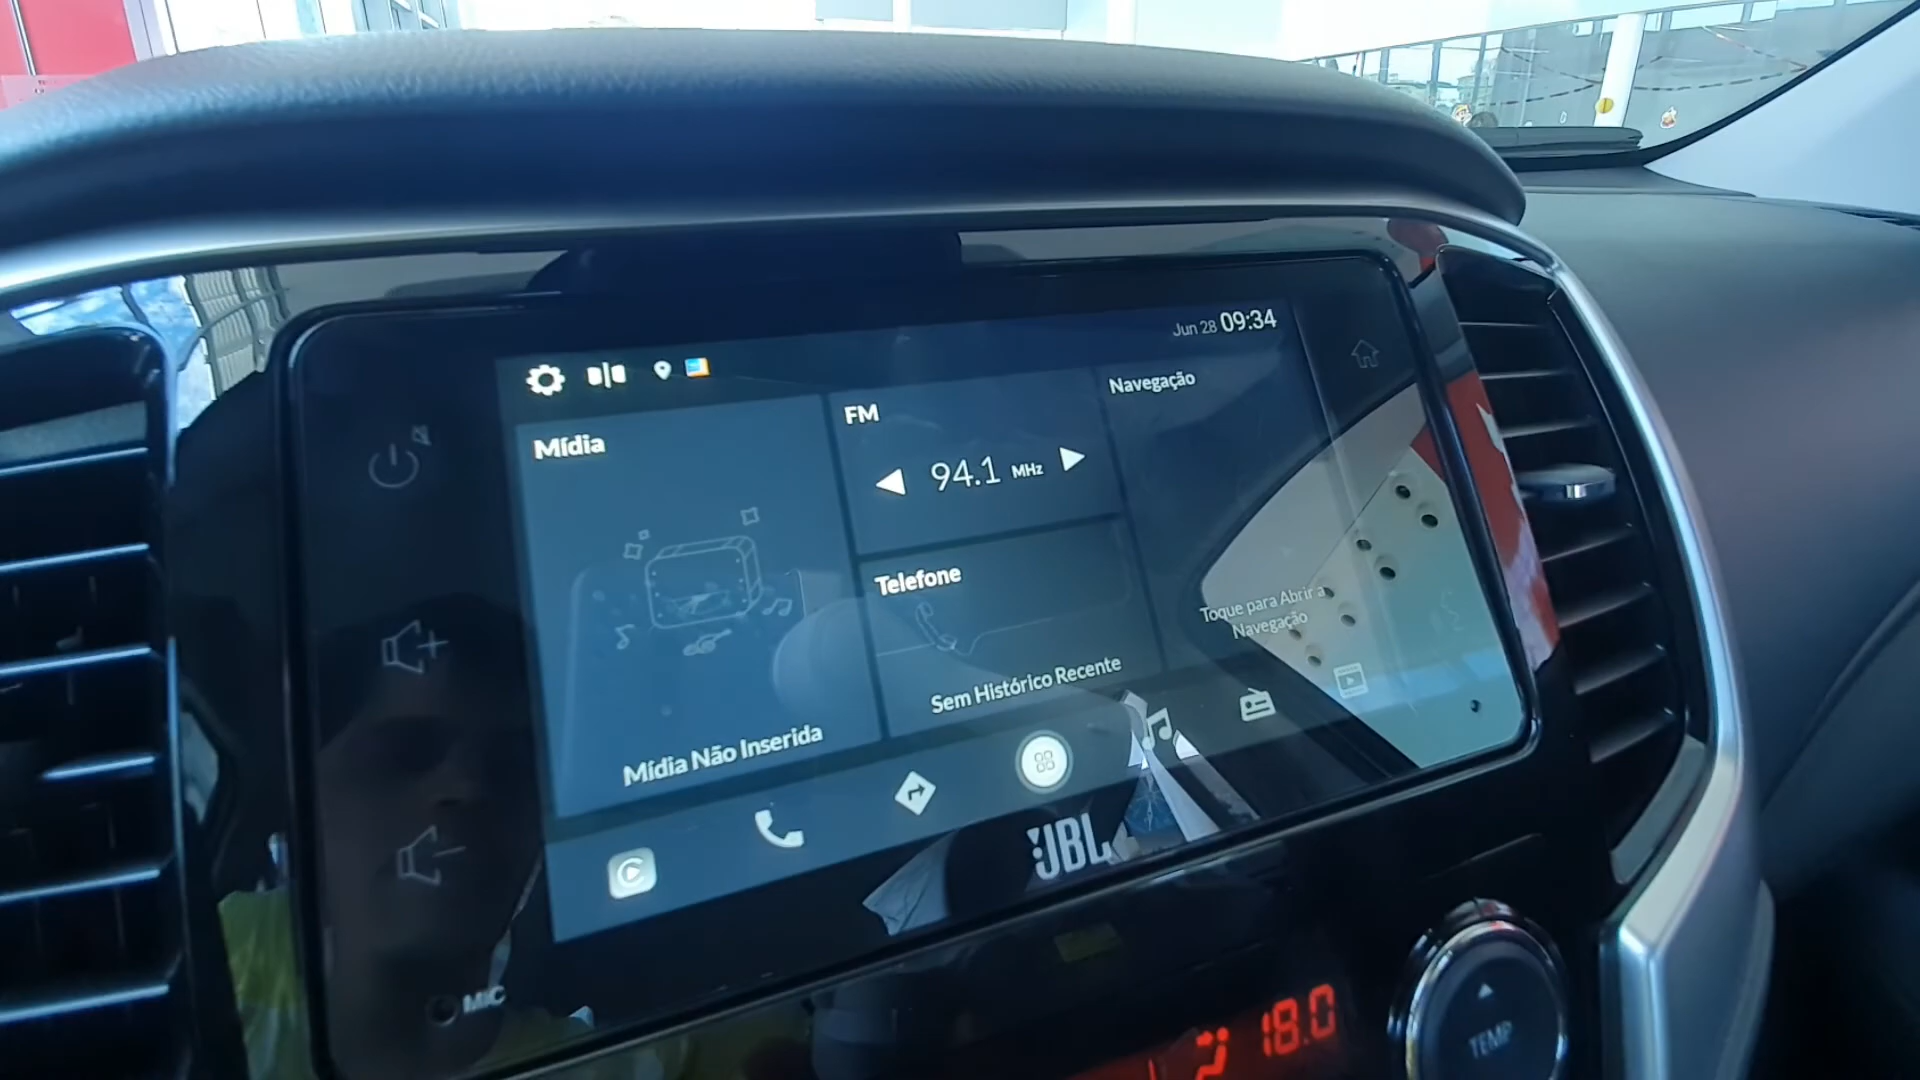 Jun 28 09:34
Mídia
Mídia Não Inserida
FM
94.1 MHz
Telefone
Sem Histórico Recente
Navegação
Toque para Abrir a
Navegação
JBL
MIC
18.0
TEMP